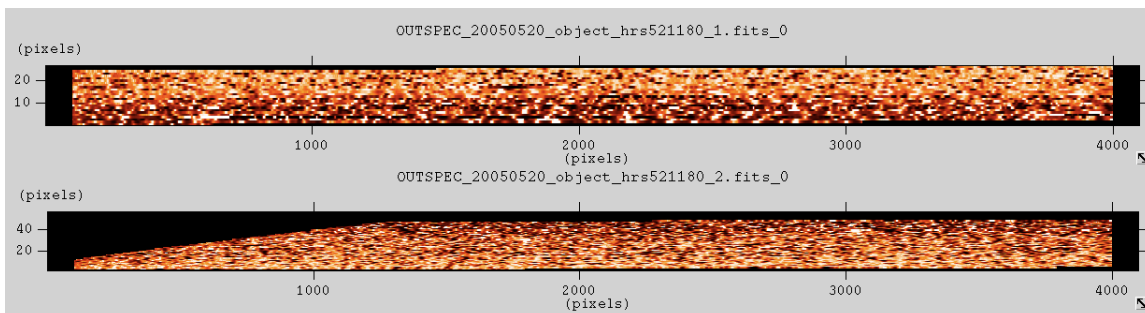 OUTSPEC_20050520_object_hrs521180_1.fits_0
(pixels)
20
10
1000 2000 3000 4000
(pixels)
OUTSPEC_20050520_object_hrs521180_2.fits_0
(pixels)
40
20
1000 2000 3000 4000
(pixels)